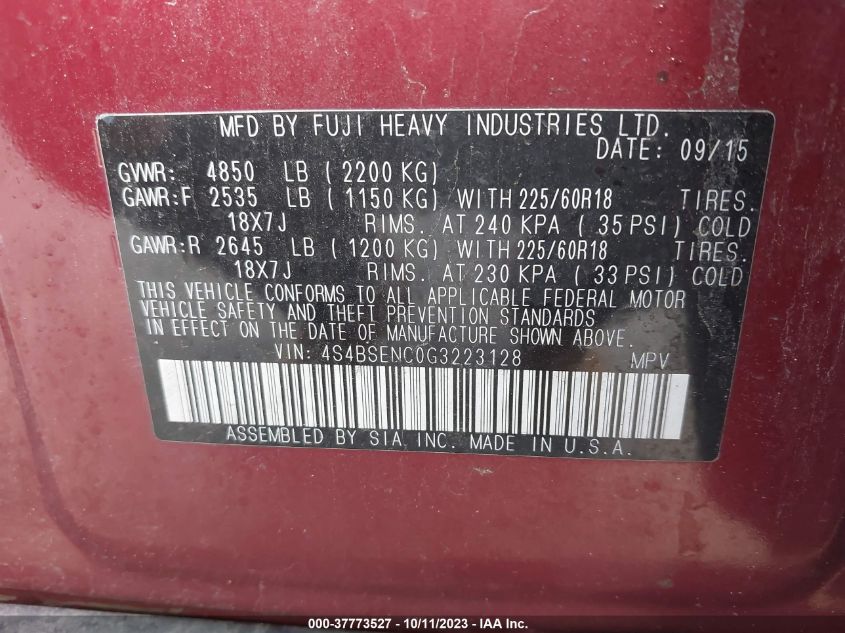 MFD BY FUJI HEAVY INDUSTRIES LTD.
DATE: 09/15
GVWR: 4850 LB ( 2200 KG)
GAWR:F 2535 LB ( 1150 KG) WITH 225/60R18 TIRES.
18X7J RIMS. AT 240 KPA ( 35 PSI) COLD
GAWR:R 2645 LB ( 1200 KG) WITH 225/60R18 TIRES.
18X7J RIMS. AT 230 KPA ( 33 PSI) COLD
THIS VEHICLE CONFORMS TO ALL APPLICABLE FEDERAL MOTOR
VEHICLE SAFETY AND THEFT PREVENTION STANDARDS
IN EFFECT ON THE DATE OF MANUFACTURE SHOWN ABOVE.
VIN: 4S4BSENC0G3223128 MPV
ASSEMBLED BY SIA INC. MADE IN U.S.A.
000-37773527 - 10/11/2023 -